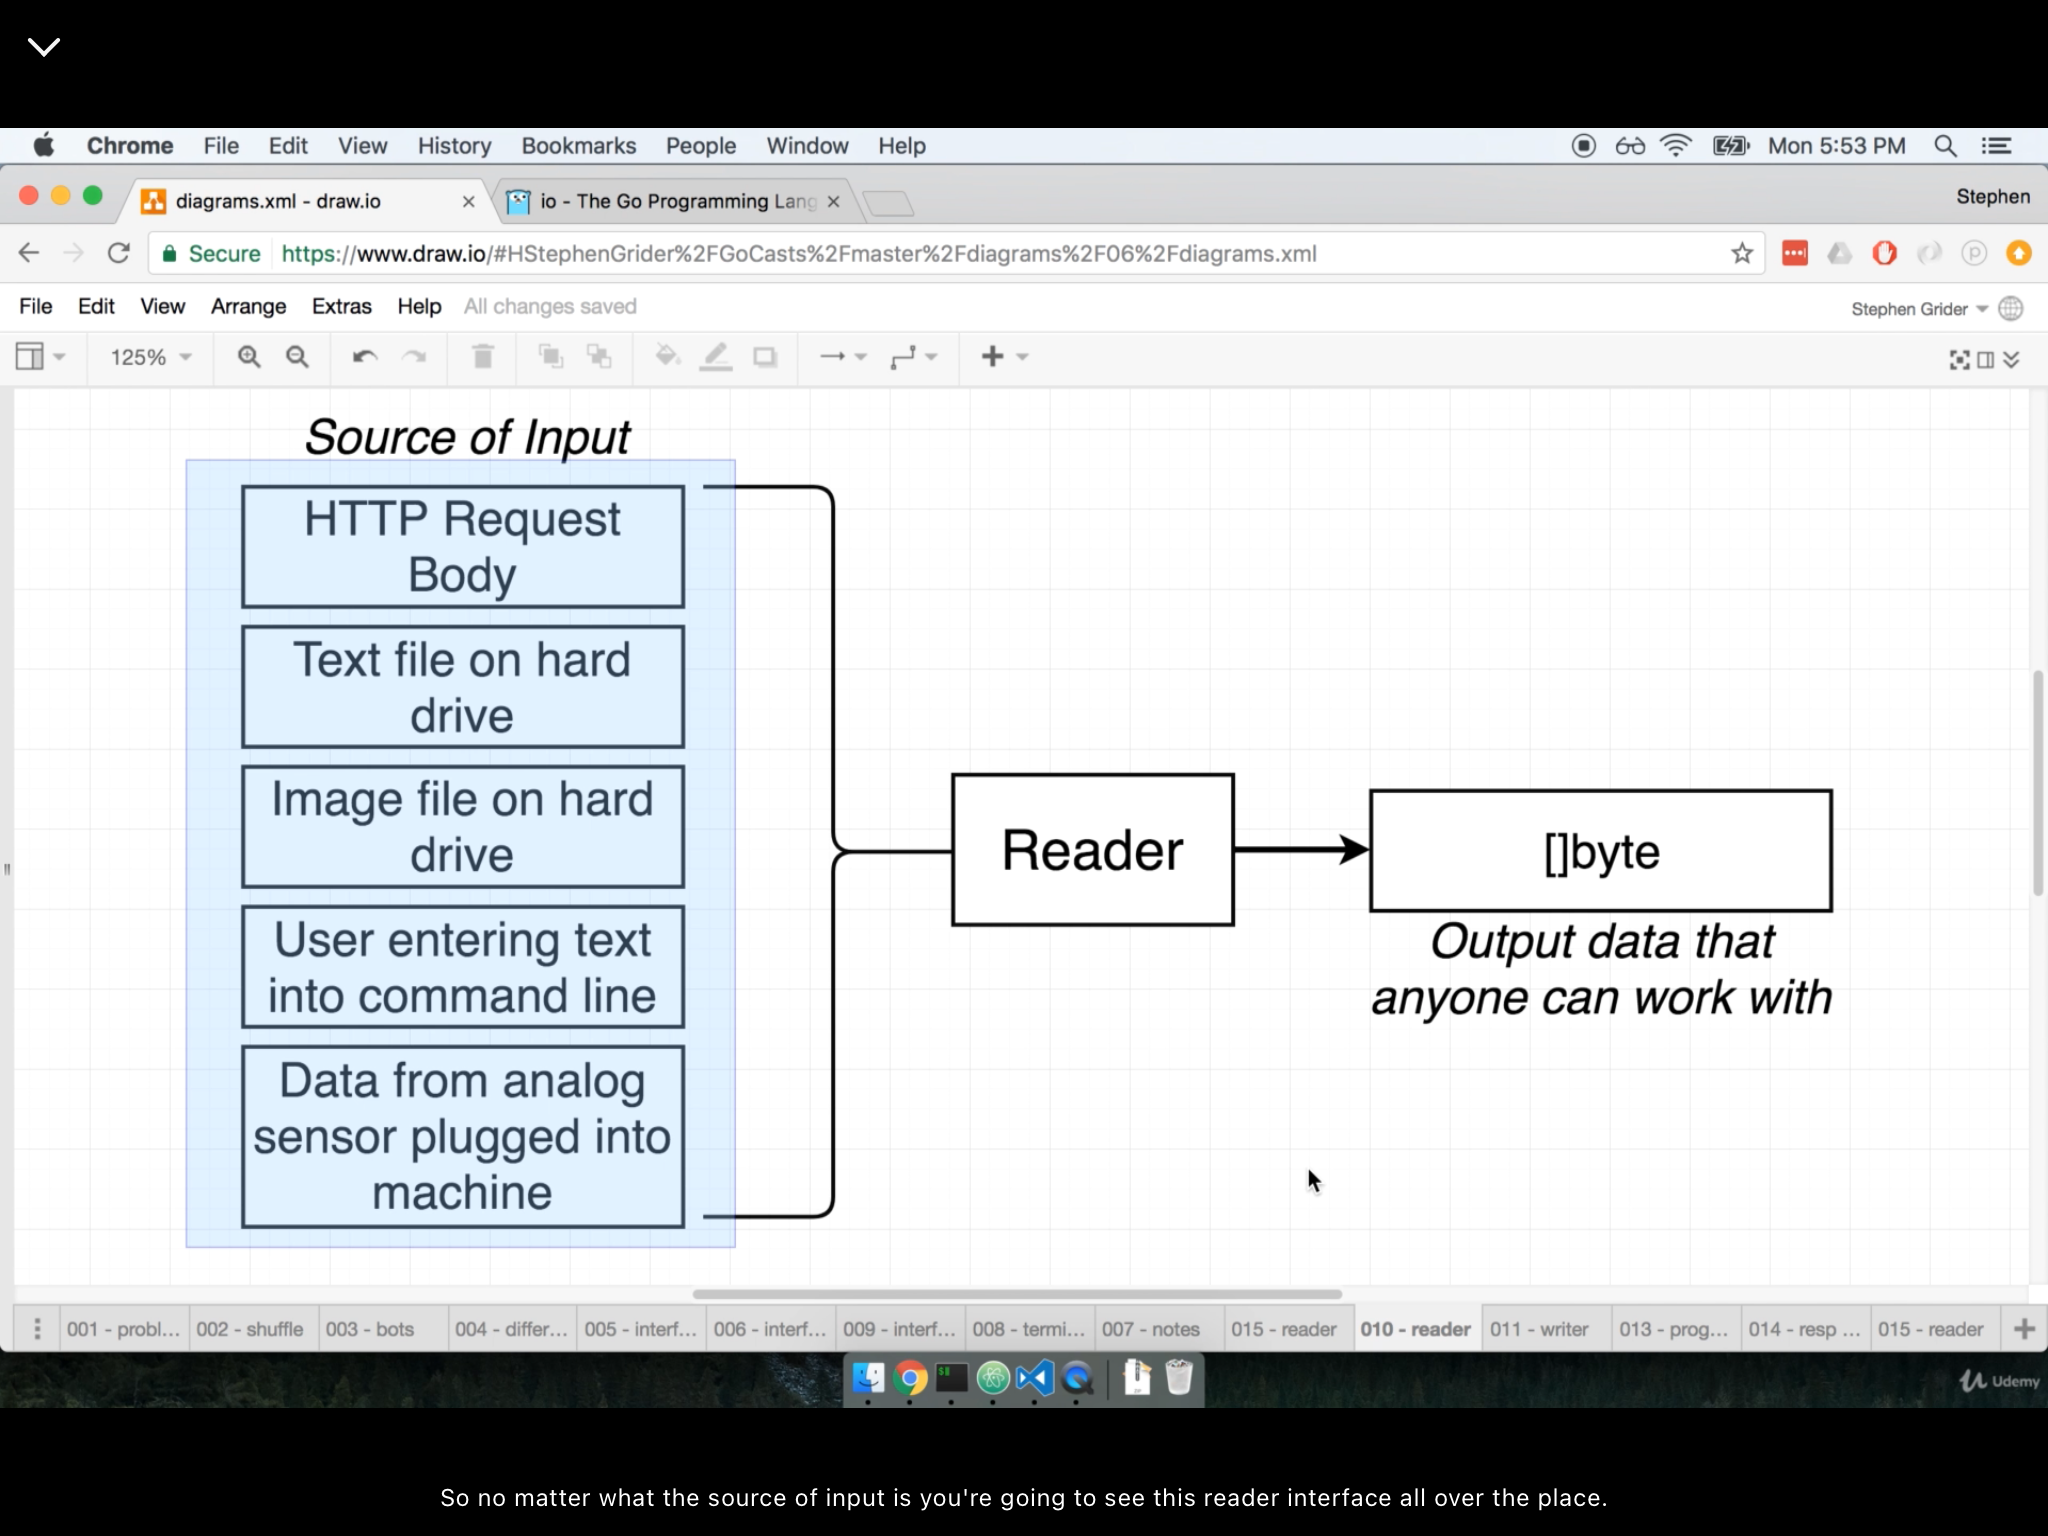 Chrome File Edit View History Bookmarks People Window Help Mon 5:53 PM
diagrams.xml - draw.io io - The Go Programming Lang Stephen
Secure https://www.draw.io/#HStephenGrider%2FGoCasts%2Fmaster%2Fdiagrams%2F06%2Fdiagrams.xml
File Edit View Arrange Extras Help All changes saved Stephen Grider
125%
Source of Input
HTTP Request
Body
Text file on hard
drive
Image file on hard
drive
User entering text
into command line
Data from analog
sensor plugged into
machine
Reader
[]byte
Output data that
anyone can work with
001 - probl... 002 - shuffle 003 - bots 004 - differ... 005 - interf... 006 - interf... 009 - interf... 008 - termi... 007 - notes 015 - reader 010 - reader 011 - writer 013 - prog... 014 - resp ... 015 - reader
Udemy
So no matter what the source of input is you're going to see this reader interface all over the place.